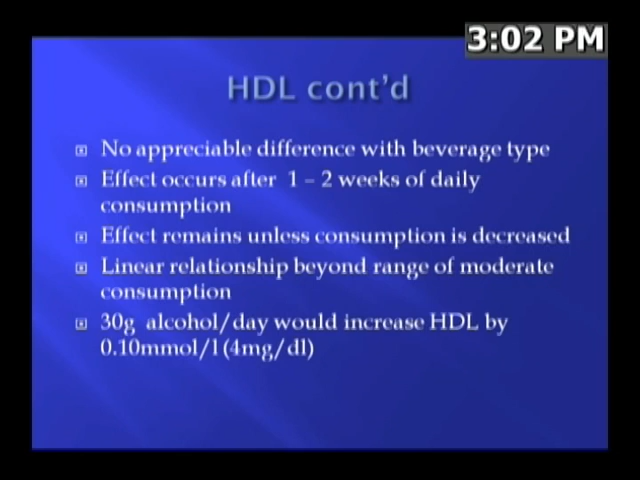 3:02 PM
HDL cont'd
No appreciable difference with beverage type
Effect occurs after 1 – 2 weeks of daily
consumption
Effect remains unless consumption is decreased
Linear relationship beyond range of moderate
consumption
30g alcohol/day would increase HDL by
0.10mmol/l (4mg/dl)